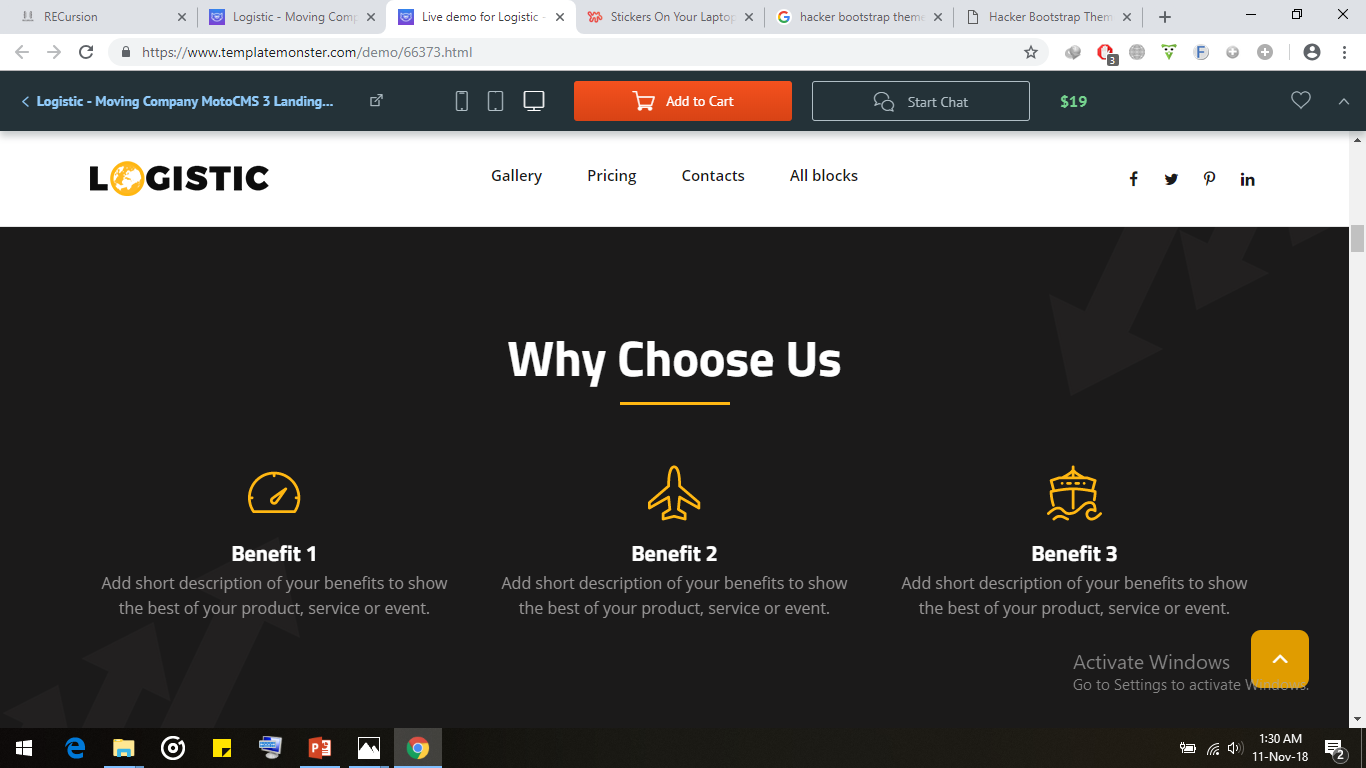 RECursion
Logistic - Moving Comp
Live demo for Logistic -
Stickers On Your Laptop
hacker bootstrap theme
Hacker Bootstrap Them
https://www.templatemonster.com/demo/66373.html
3
Logistic - Moving Company MotoCMS 3 Landing...
Add to Cart
Start Chat
$19
LOGISTIC
Gallery
Pricing
Contacts
All blocks
Why Choose Us
Benefit 1
Add short description of your benefits to show
the best of your product, service or event.
Benefit 2
Add short description of your benefits to show
the best of your product, service or event.
Benefit 3
Add short description of your benefits to show
the best of your product, service or event.
Activate Windows
Go to Settings to activate Windows.
1:30 AM
11-Nov-18
2